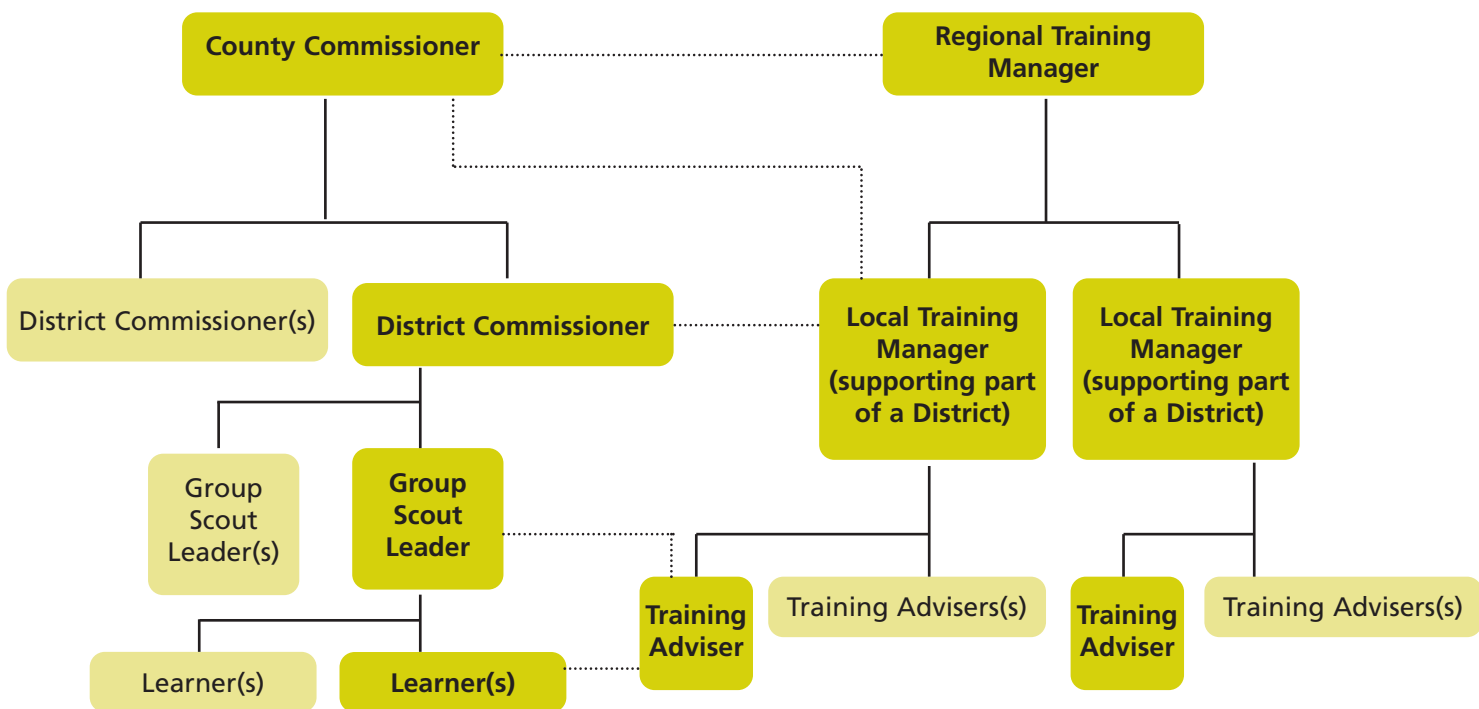 County Commissioner
Regional Training
Manager
District Commissioner(s)
District Commissioner
Local Training
Manager
(supporting part
of a District)
Local Training
Manager
(supporting part
of a District)
Group
Scout
Leader(s)
Group
Scout
Leader
Training
Adviser
Training Advisers(s)
Training
Adviser
Training Advisers(s)
Learner(s)
Learner(s)